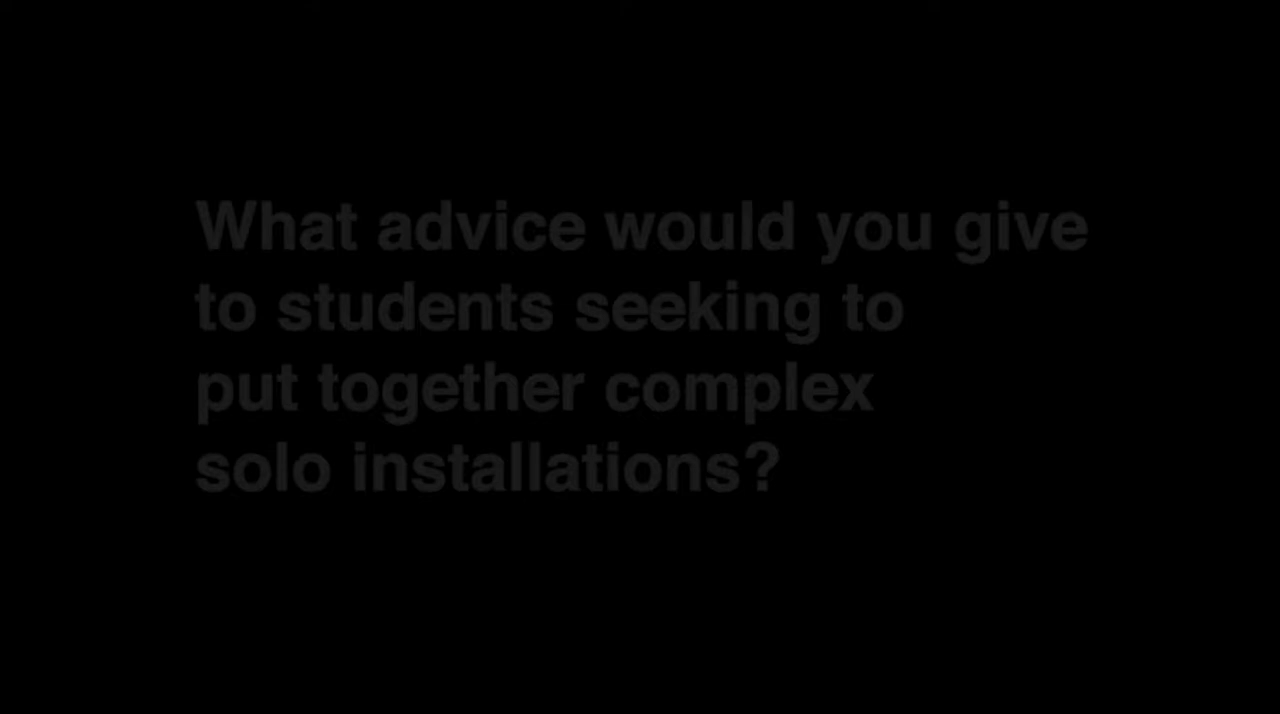 What advice would you give
to students seeking to
put together complex
solo installations?